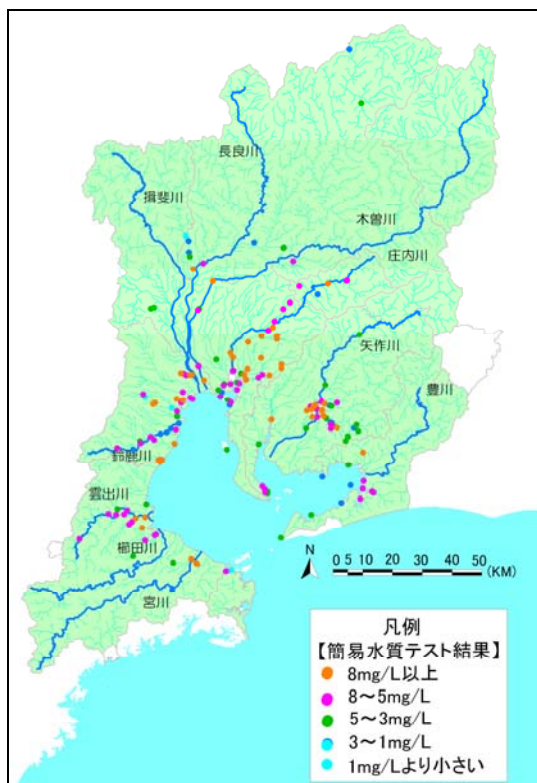 長良川
揖斐川
木曽川
庄内川
矢作川
豊川
鈴鹿川
雲出川
櫛田川
宮川
N
0 5 10 20 30 40 50
(KM)
凡例
【簡易水質テスト結果】
8mg/L以上
8～5mg/L
5～3mg/L
3～1mg/L
1mg/Lより小さい